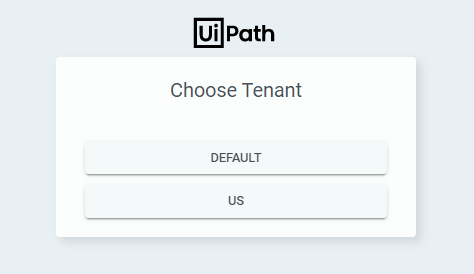 UiPath
Choose Tenant
DEFAULT
US